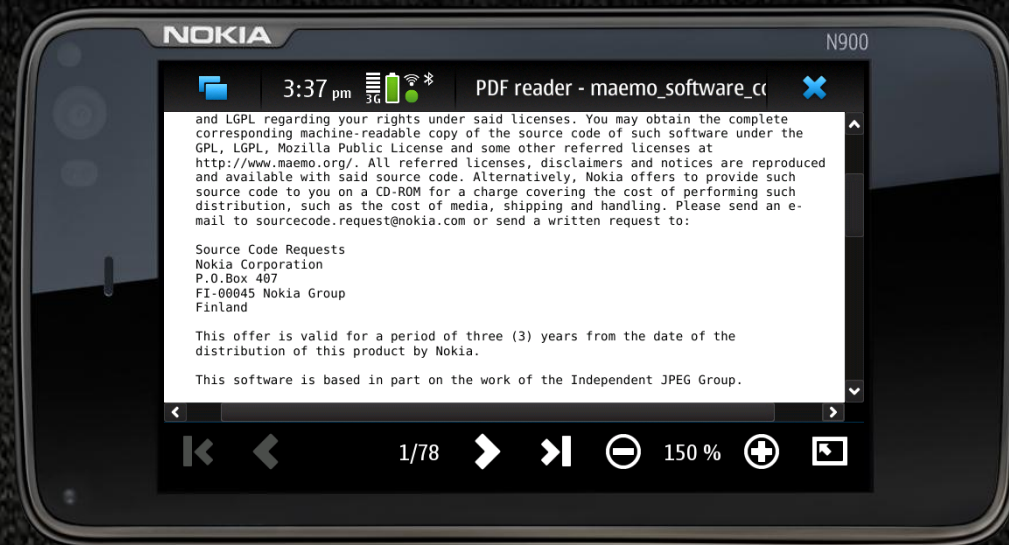 NOKIA
N900
3:37 pm 3G PDF reader - maemo_software_cc
and LGPL regarding your rights under said licenses. You may obtain the complete
corresponding machine-readable copy of the source code of such software under the
GPL, LGPL, Mozilla Public License and some other referred licenses at
http://www.maemo.org/. All referred licenses, disclaimers and notices are reproduced
and available with said source code. Alternatively, Nokia offers to provide such
source code to you on a CD-ROM for a charge covering the cost of performing such
distribution, such as the cost of media, shipping and handling. Please send an e-
mail to sourcecode.request@nokia.com or send a written request to:
Source Code Requests
Nokia Corporation
P.O.Box 407
FI-00045 Nokia Group
Finland
This offer is valid for a period of three (3) years from the date of the
distribution of this product by Nokia.
This software is based in part on the work of the Independent JPEG Group.
1/78 150 %